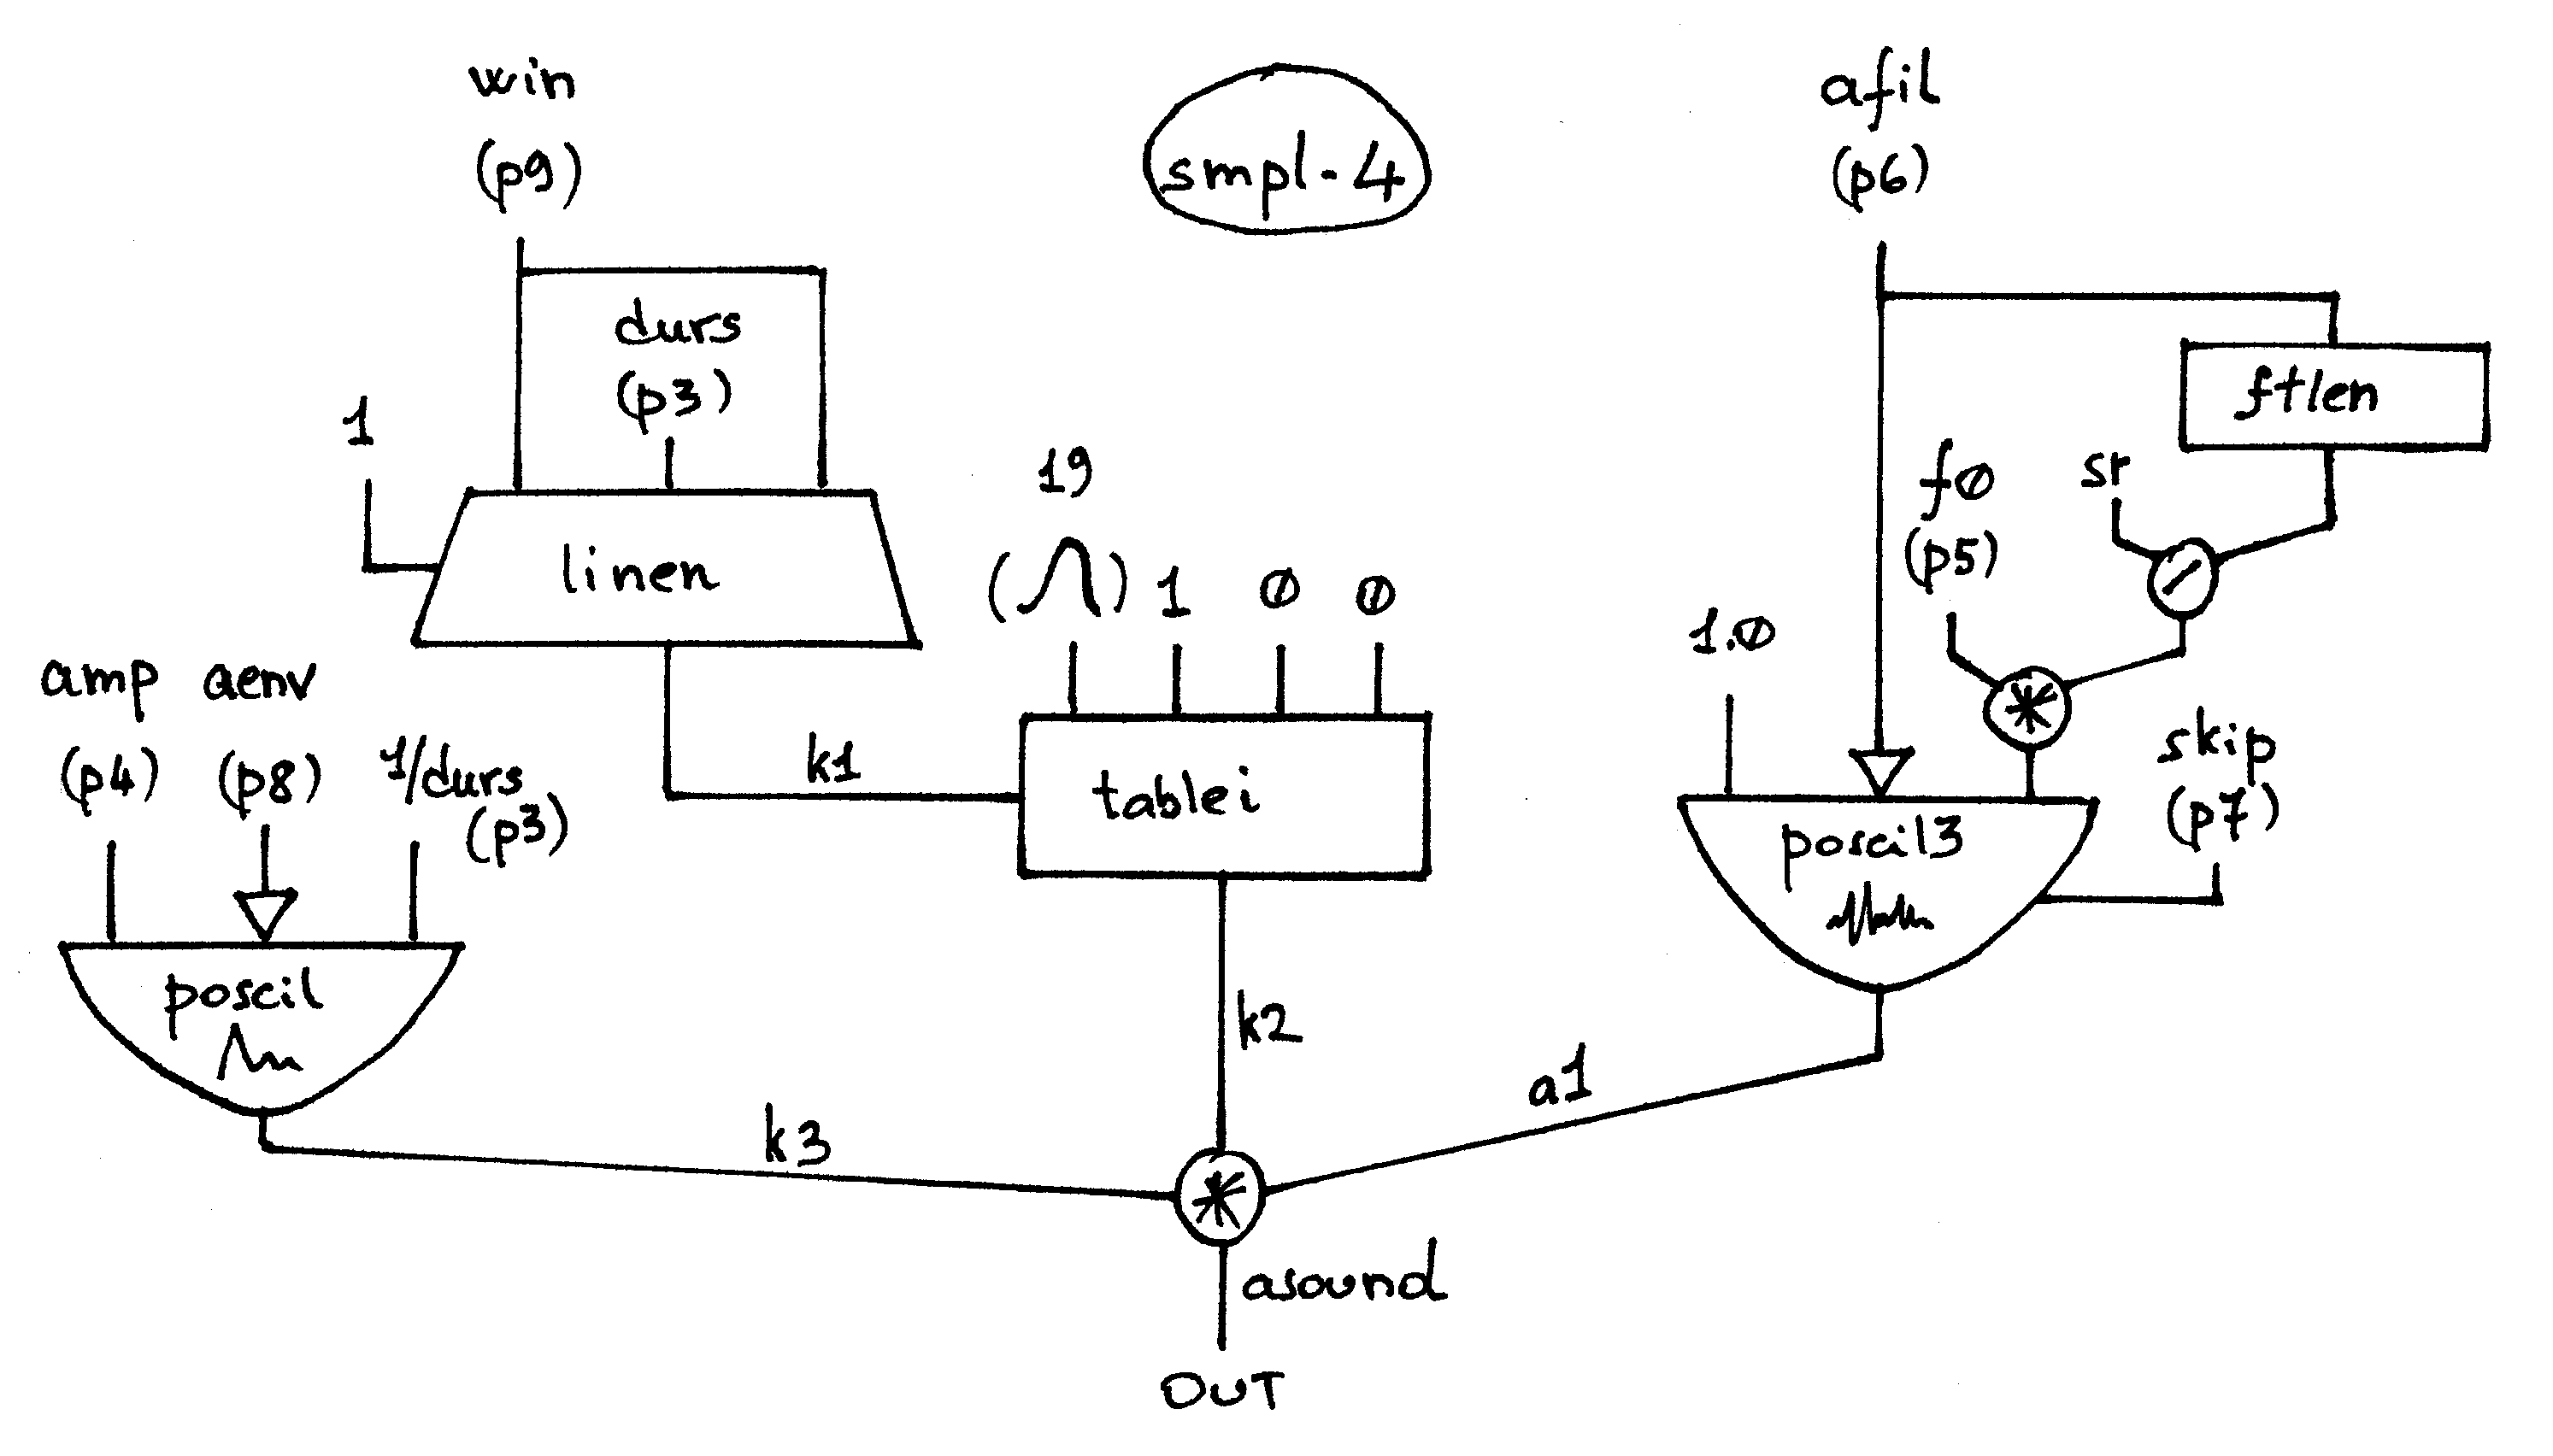 win
(p9)
smpl-4
afil
(p6)
durs
(p3)
1
linen
19
( ) 1 0 0
ftlen
sr
f0
(p5)
/
1.0
*
amp aenv
(p4) (p8) 1/durs
(p3)
k1
tablei
skip
(p7)
poscil3
poscil
k2
a1
k3
*
asound
OUT